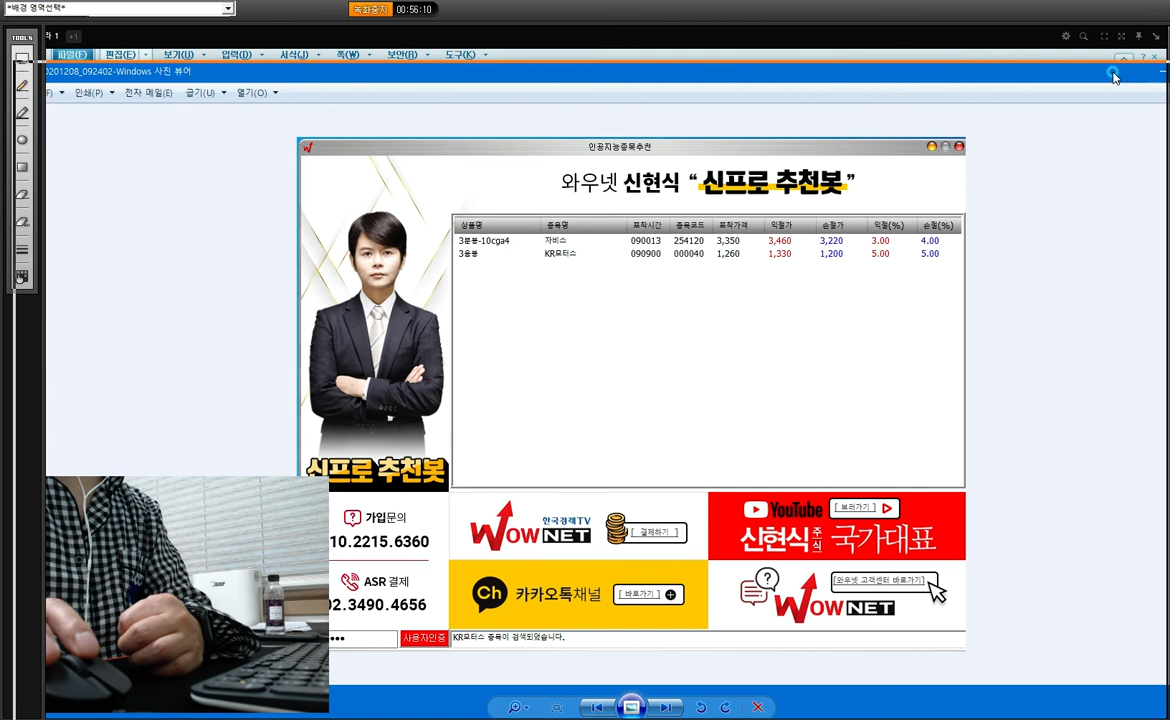 *배경 영역선택*
녹화중지 00:56:10
TOOLS
1 +1
파일(F) 편집(E) 보기(U) 입력(D) 서식(J) 쪽(W) 보안(B) 도구(K)
0201208_092402-Windows 사진 뷰어
F) 인쇄(P) 전자 메일(E) 굽기(U) 열기(O)
인공지능종목추천
와우넷 신현식 “신프로 추천봇”
상품명 종목명 포착시간 종목코드 포착가격 익절가 손절가 익절(%) 손절(%)
3분봉-10cga4 자비스 090013 254120 3,350 3,460 3,220 3.00 4.00
KR모터스 090900 000040 1,260 1,330 1,200 5.00 5.00
신프로 추천봇
가입문의
10.2215.6360
ASR 결제
02.3490.4656
한국경제TV
WOWNET
[ 결제하기 ]
YouTube [ 보러가기 ]
신현식 주식 국가대표
Ch 카카오톡채널 [ 바로가기 ]
[와우넷 고객센터 바로가기]
WOWNET
사용자인증 KR모터스 종목이 검색되었습니다.